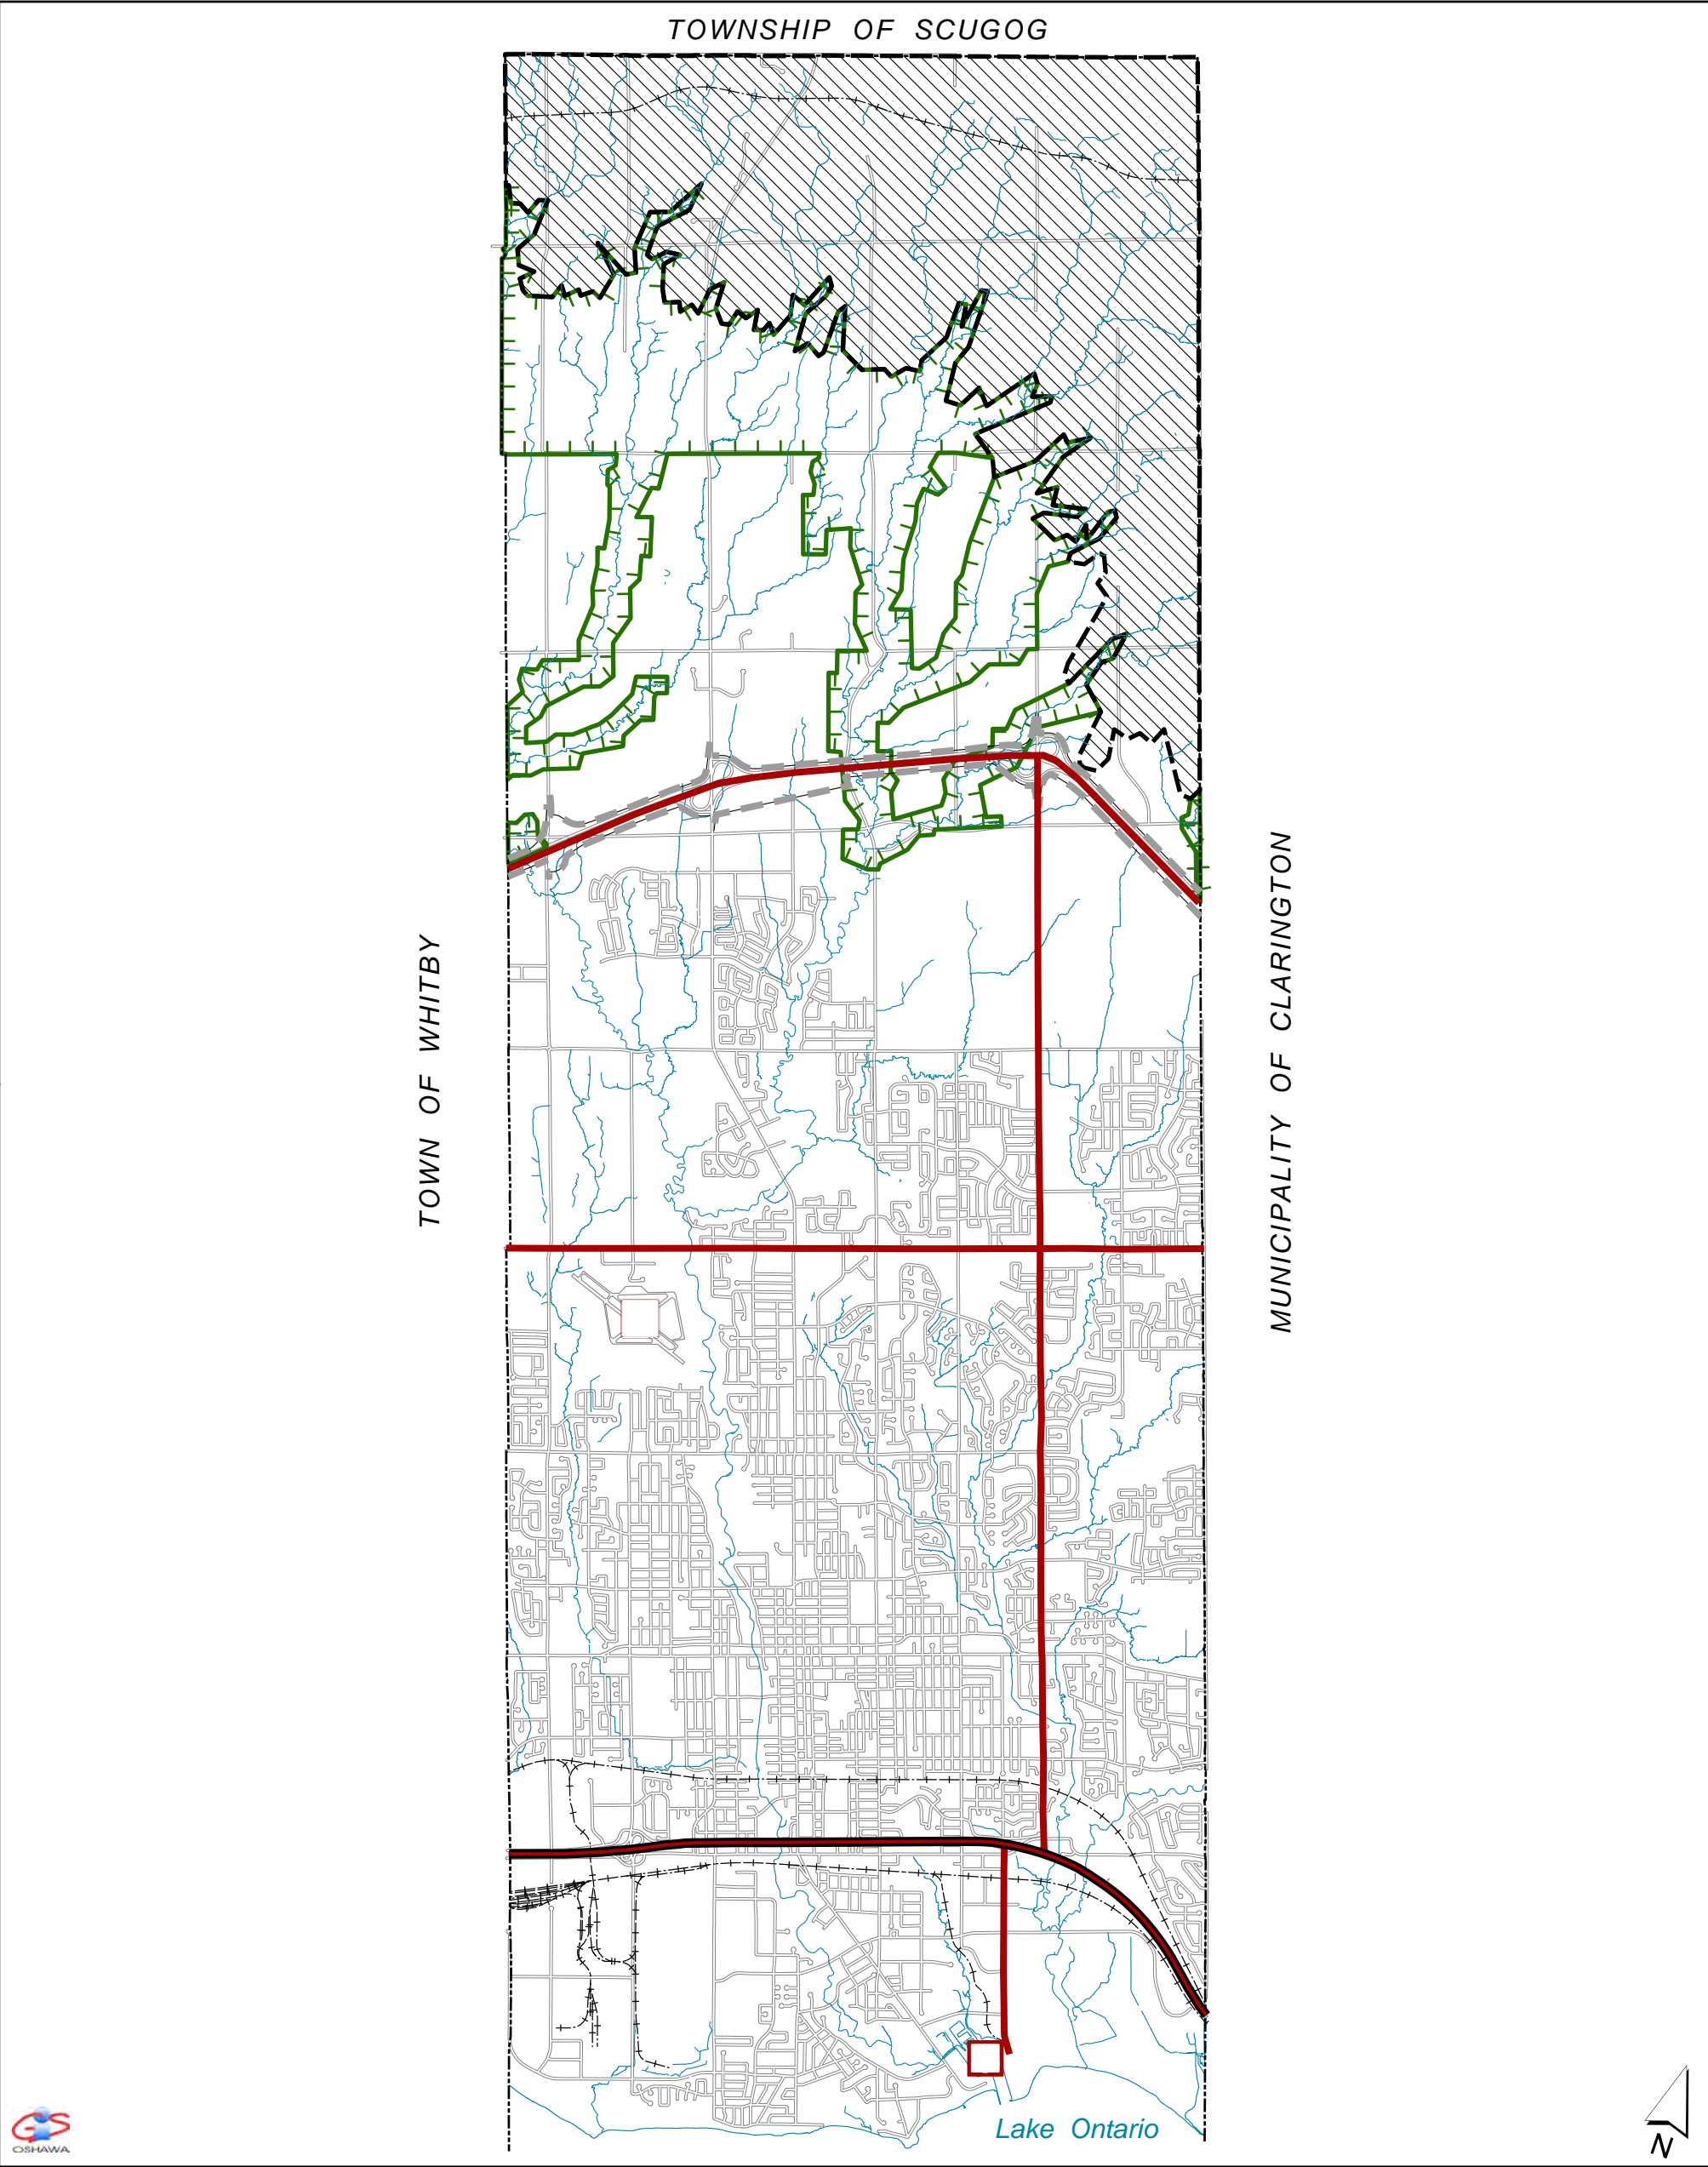 TOWNSHIP OF SCUGOG
TOWN OF WHITBY
MUNICIPALITY OF CLARINGTON
Lake Ontario
GIS
OSHAWA
N